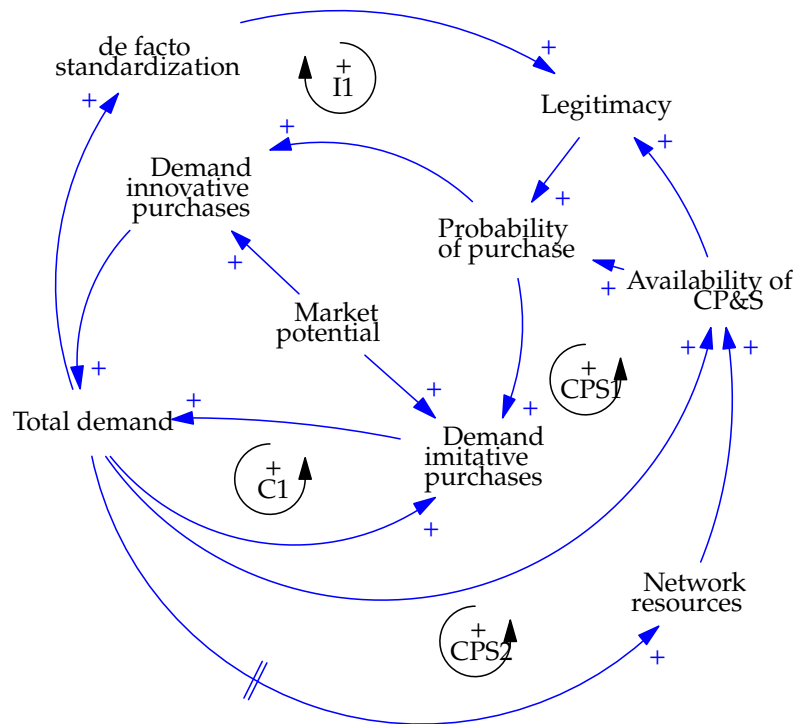 de facto
standardization
+
+
+
I1
Legitimacy
+
+
Demand
innovative
purchases
+
+
Probability
of purchase
+
Availability of
CP&S
Market
potential
+
+
+
+
CPS1
+
+
+
Total demand
Demand
imitative
purchases
+
C1
+
Network
resources
+
CPS2
+